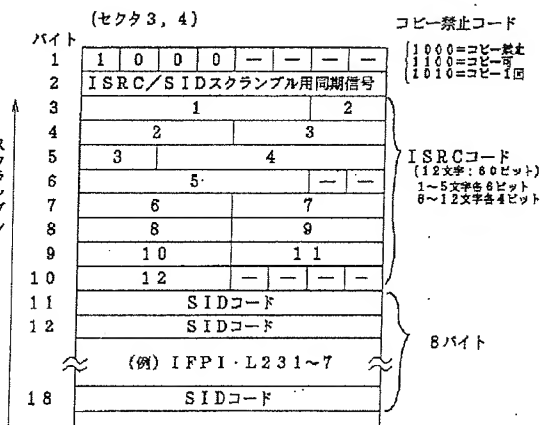 (セクタ3, 4)
コピー禁止コード
バイト
1 1 0 0 0 — — — —
1000=コピー禁止
1100=コピー可
1010=コピー1回
2 ISRC/SIDスクランブル用同期信号
3 1 2
4 2 3
5 3 4
6 5 — —
7 6 7
8 8 9
9 10 11
10 12 — — — —
ISRCコード
(12文字:60ビット)
1~5文字各6ビット
6~12文字各4ビット
11 SIDコード
12 SIDコード
(例) IFPI・L231~7
8バイト
18 SIDコード
スクランブル